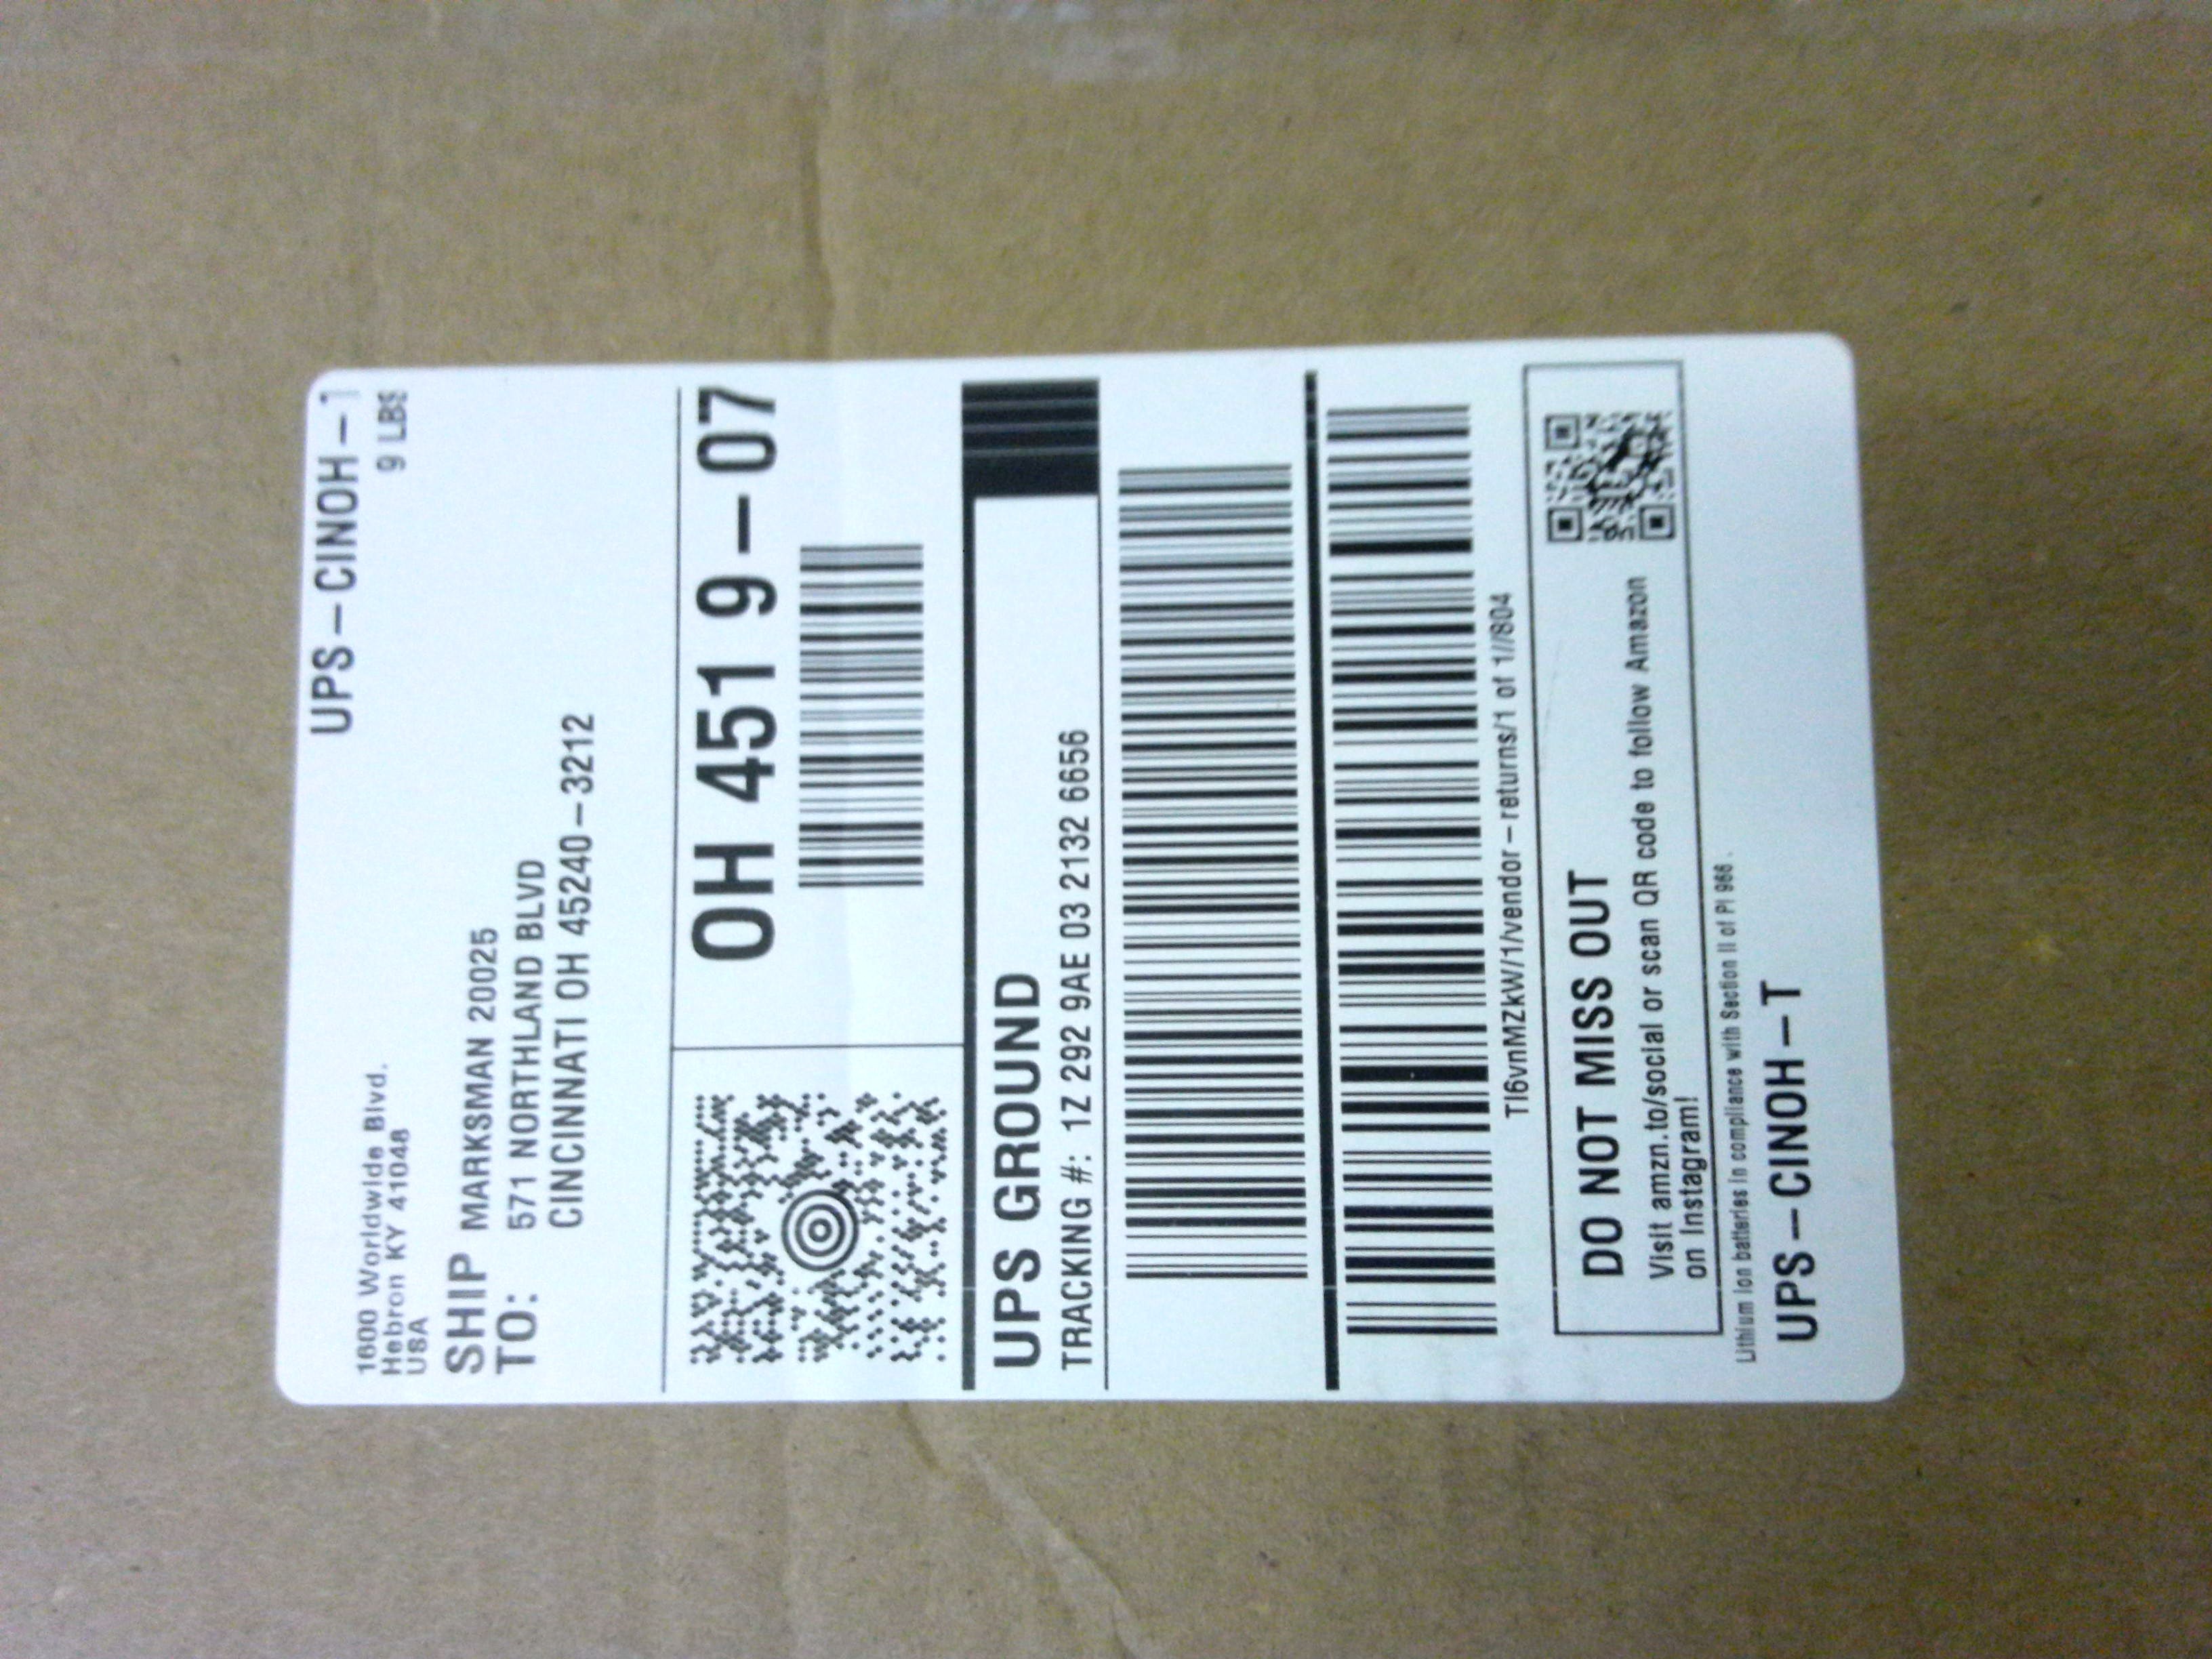 UPS-CINOH-T
9 LBS
1600 Worldwide Blvd.
Hebron KY 41048
USA
SHIP TO: MARKSMAN 20025
571 NORTHLAND BLVD
CINCINNATI OH 45240-3212
OH 451 9-07
UPS GROUND
TRACKING #: 1Z 292 9AE 03 2132 6656
TI6vnMZkW/1/vendor-returns/1 of 1//804
DO NOT MISS OUT
Visit amzn.to/social or scan QR code to follow Amazon
on Instagram!
Lithium Ion batteries in compliance with Section II of PI 966.
UPS-CINOH-T